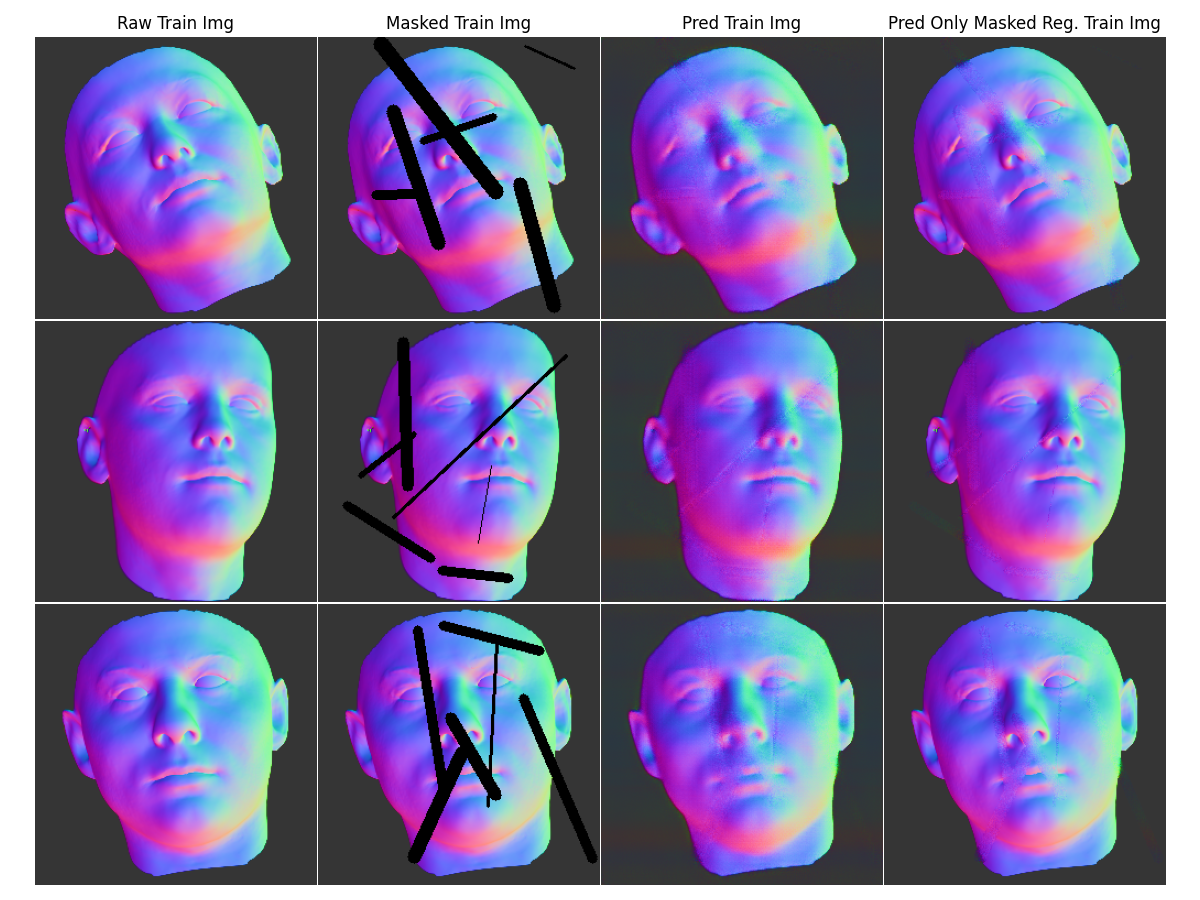 Raw Train Img
Masked Train Img
Pred Train Img
Pred Only Masked Reg. Train Img